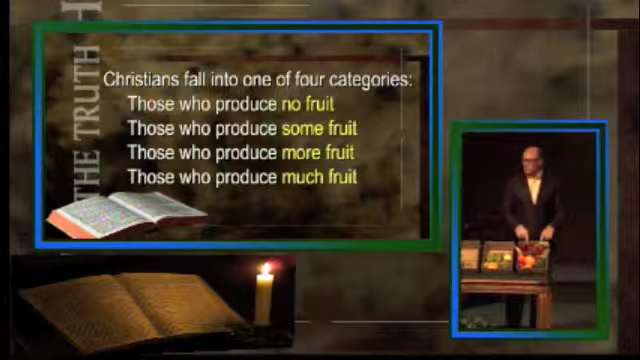 THE TRUTH H
Christians fall into one of four categories:
Those who produce no fruit
Those who produce some fruit
Those who produce more fruit
Those who produce much fruit